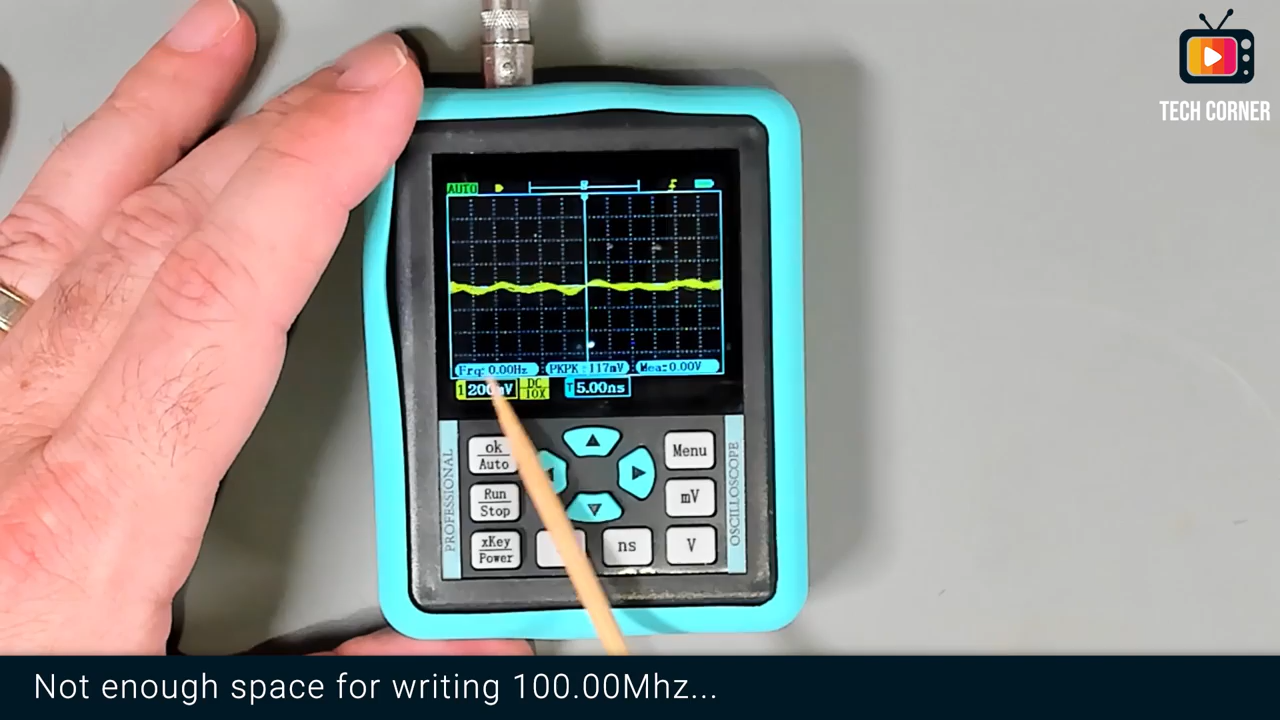 TECH CORNER
AUTO
Frq:0.00Hz PKPK:117mV Mea:0.00V
1 200mV DC 10X T 5.00ns
PROFESSIONAL
OSCILLOSCOPE
ok
Auto
Menu
Run
Stop
mV
xKey
Power
ns
V
Not enough space for writing 100.00Mhz...